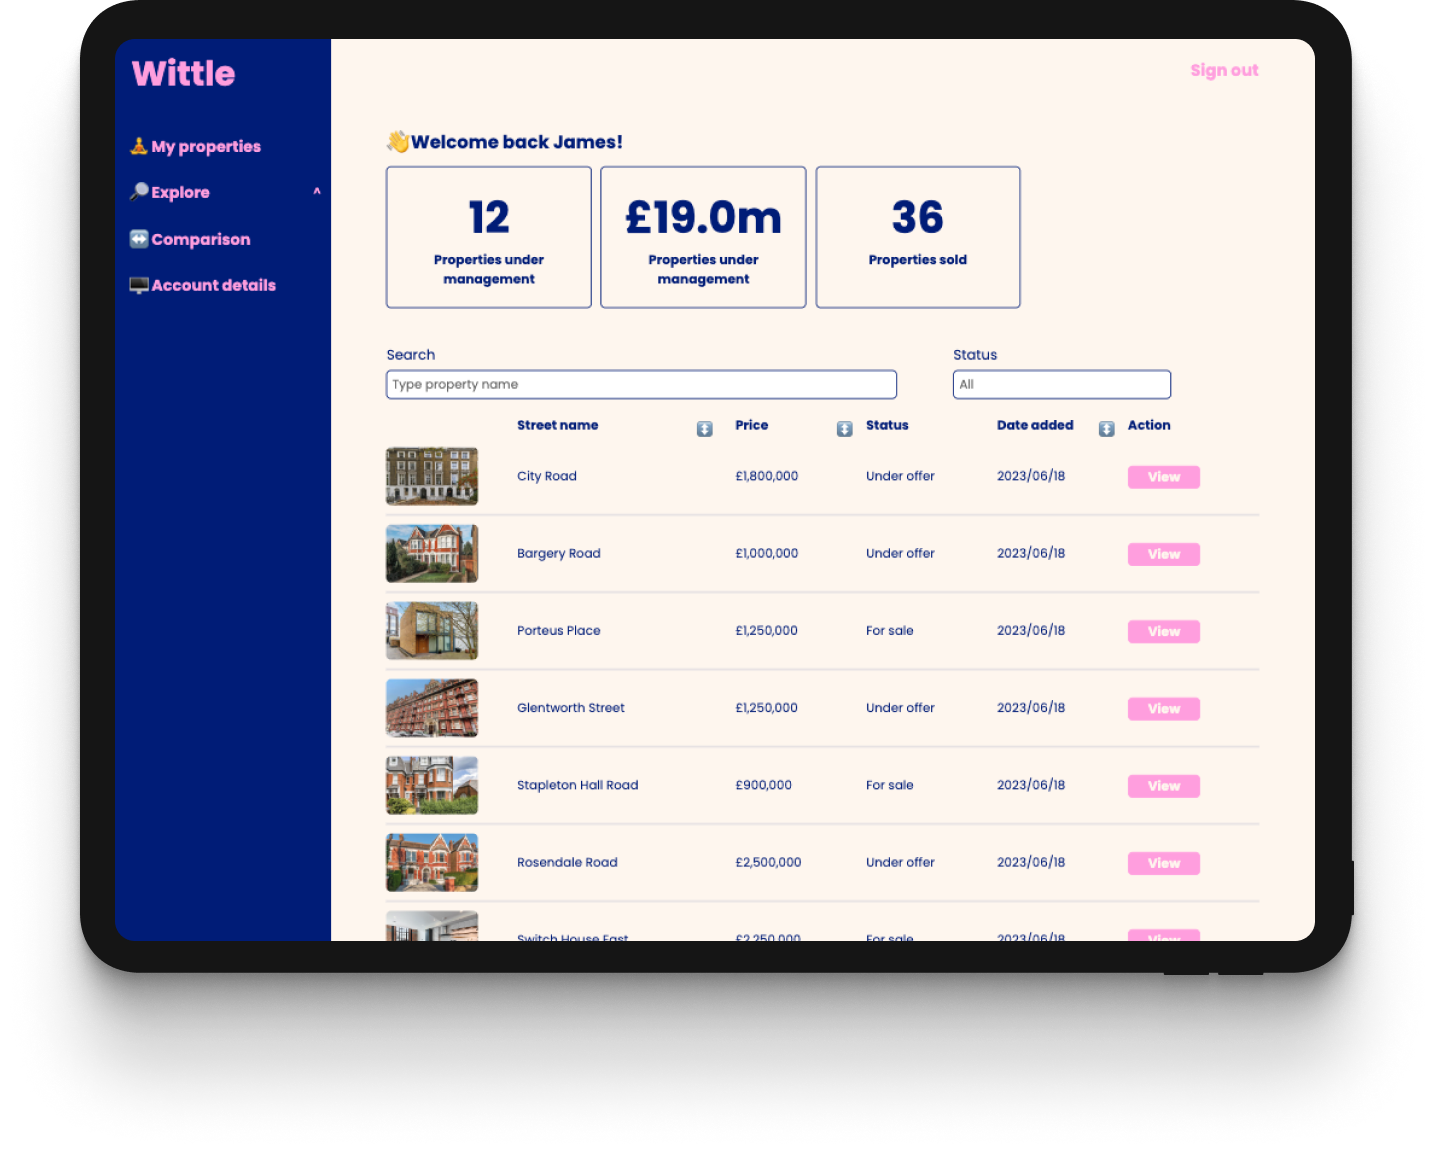 Wittle
Sign out
My properties
Explore ^
Comparison
Account details
👋Welcome back James!
12
Properties under
management
£19.0m
Properties under
management
36
Properties sold
Search
Status
Type property name
All
Street name Price Status Date added Action
City Road £1,800,000 Under offer 2023/06/18 View
Bargery Road £1,000,000 Under offer 2023/06/18 View
Porteus Place £1,250,000 For sale 2023/06/18 View
Glentworth Street £1,250,000 Under offer 2023/06/18 View
Stapleton Hall Road £900,000 For sale 2023/06/18 View
Rosendale Road £2,500,000 Under offer 2023/06/18 View
Switch House East £2,250,000 For sale 2023/06/18 View